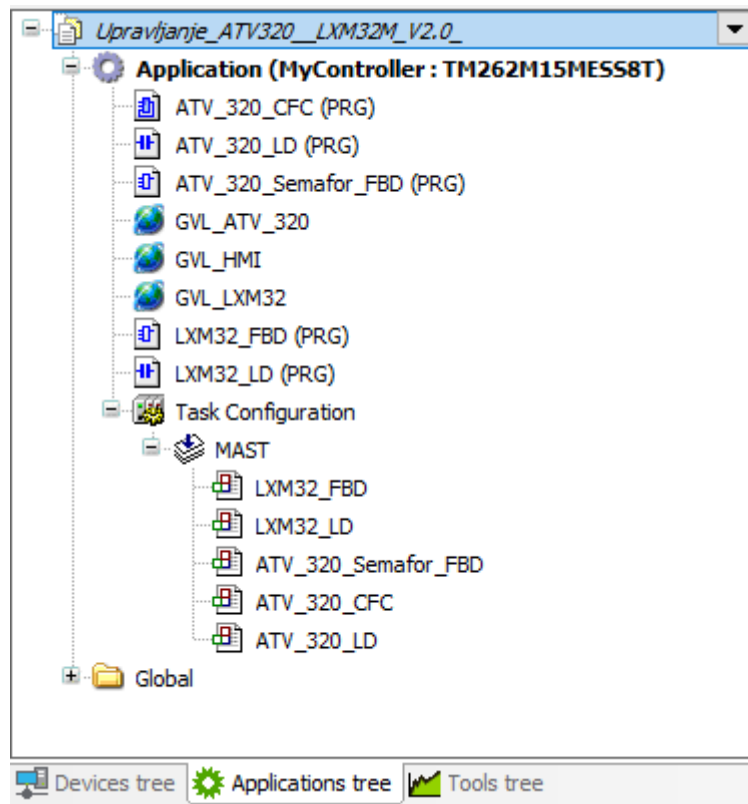 Upravljanje_ATV320__LXM32M_V2.0_
Application (MyController : TM262M15MESS8T)
ATV_320_CFC (PRG)
ATV_320_LD (PRG)
ATV_320_Semafor_FBD (PRG)
GVL_ATV_320
GVL_HMI
GVL_LXM32
LXM32_FBD (PRG)
LXM32_LD (PRG)
Task Configuration
MAST
LXM32_FBD
LXM32_LD
ATV_320_Semafor_FBD
ATV_320_CFC
ATV_320_LD
Global
Devices tree Applications tree Tools tree